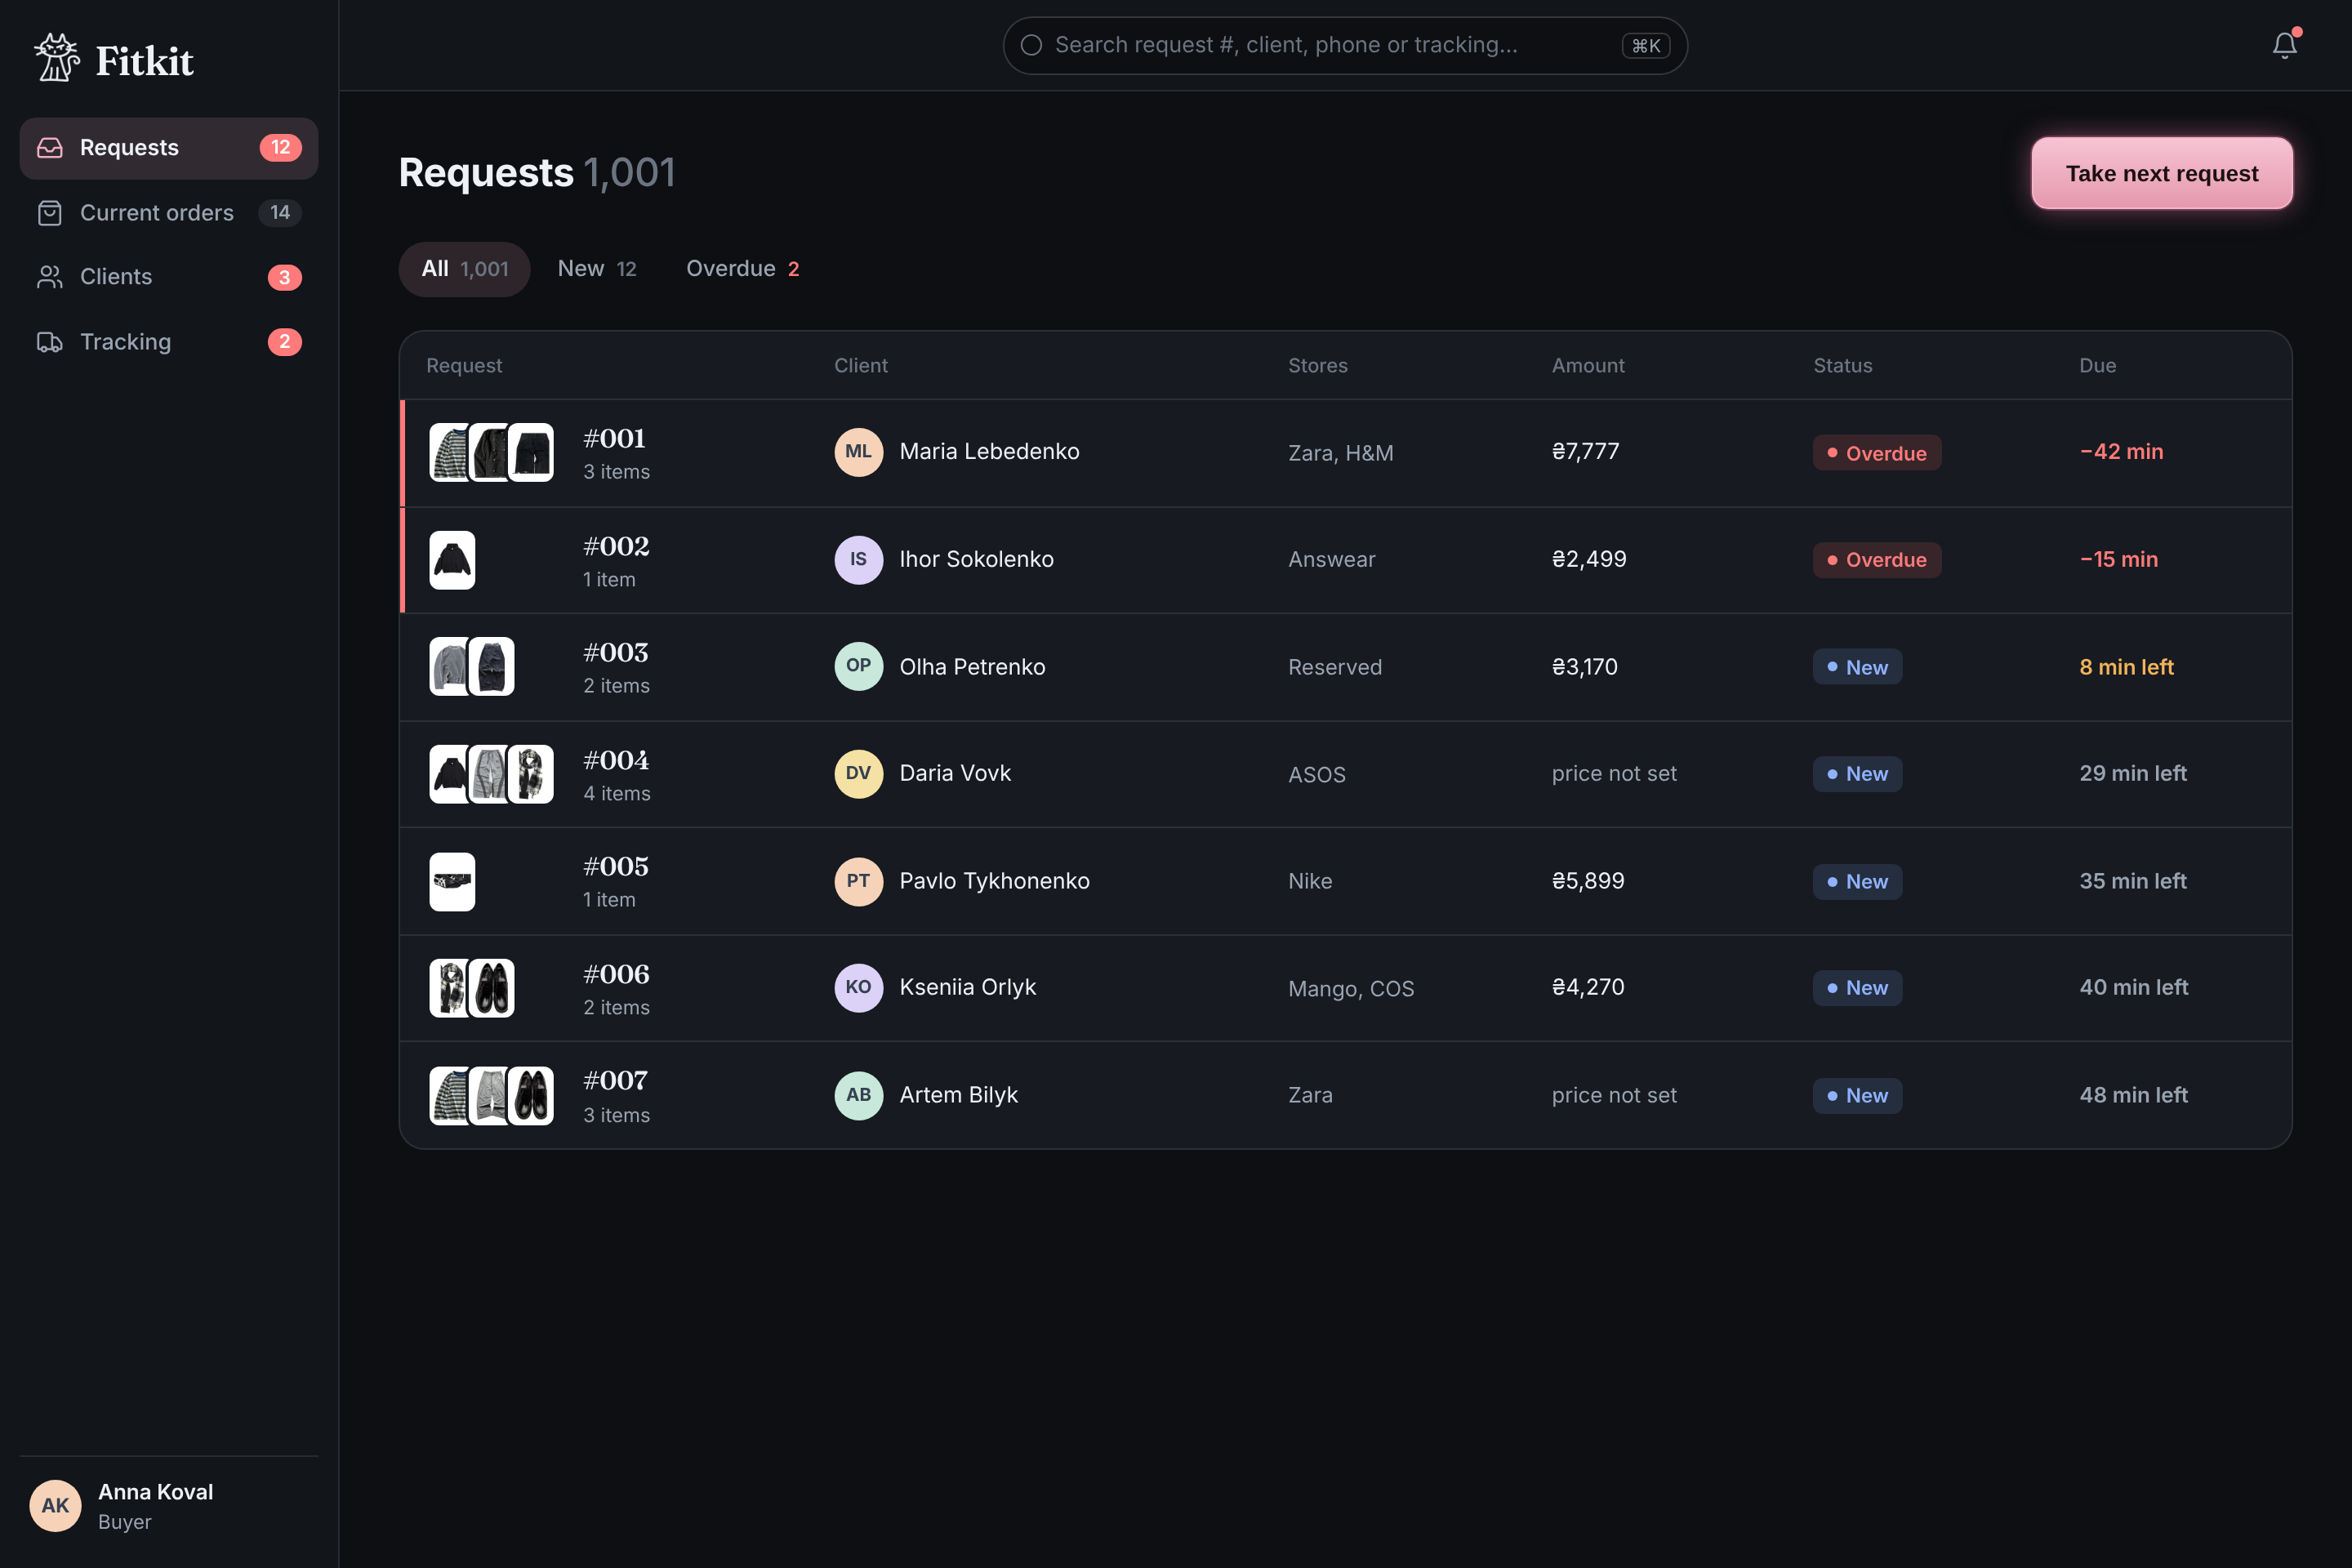 Fitkit
Search request #, client, phone or tracking... ⌘K
Requests 12
Current orders 14
Clients 3
Tracking 2
Requests 1,001
Take next request
All 1,001 New 12 Overdue 2
Request Client Stores Amount Status Due
#001
3 items
ML Maria Lebedenko Zara, H&M ₴7,777 Overdue −42 min
#002
1 item
IS Ihor Sokolenko Answear ₴2,499 Overdue −15 min
#003
2 items
OP Olha Petrenko Reserved ₴3,170 New 8 min left
#004
4 items
DV Daria Vovk ASOS price not set New 29 min left
#005
1 item
PT Pavlo Tykhonenko Nike ₴5,899 New 35 min left
#006
2 items
KO Kseniia Orlyk Mango, COS ₴4,270 New 40 min left
#007
3 items
AB Artem Bilyk Zara price not set New 48 min left
AK Anna Koval
Buyer